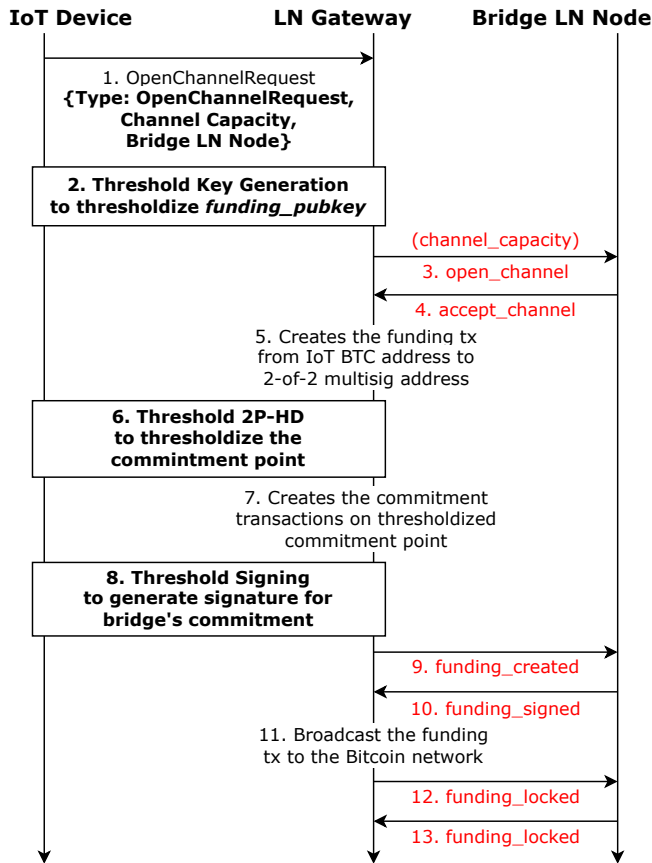 IoT Device
LN Gateway
Bridge LN Node
1. OpenChannelRequest
{Type: OpenChannelRequest,
Channel Capacity,
Bridge LN Node}
2. Threshold Key Generation
to thresholdize funding_pubkey
(channel_capacity)
3. open_channel
4. accept_channel
5. Creates the funding tx
from IoT BTC address to
2-of-2 multisig address
6. Threshold 2P-HD
to thresholdize the
commintment point
7. Creates the commitment
transactions on thresholdized
commitment point
8. Threshold Signing
to generate signature for
bridge's commitment
9. funding_created
10. funding_signed
11. Broadcast the funding
tx to the Bitcoin network
12. funding_locked
13. funding_locked